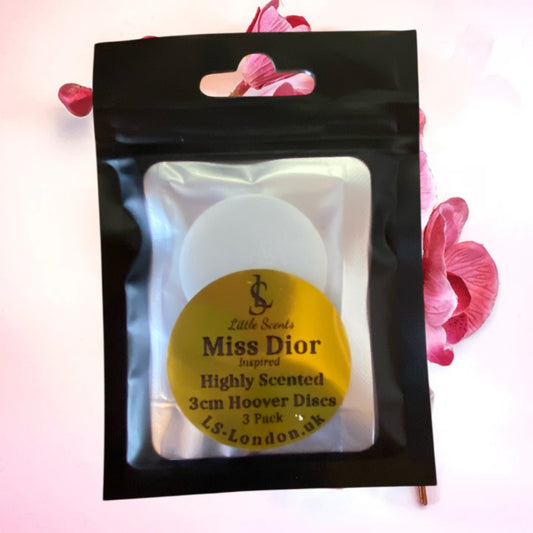 LS
Little Scents
Miss Dior
Inspired
Highly Scented
3cm Hoover Discs
3 Pack
LS-London.uk